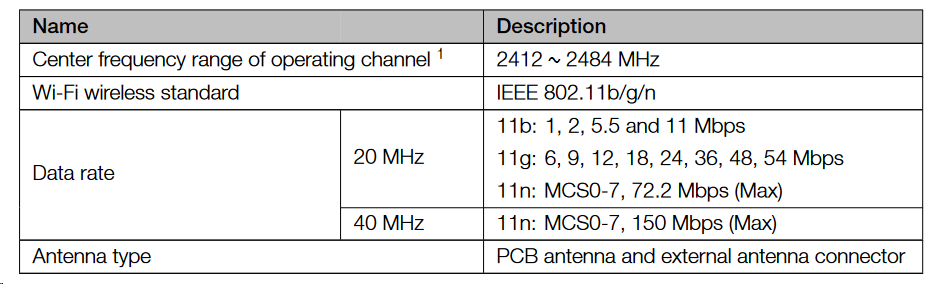 Name Description
Center frequency range of operating channel 1 2412 ~ 2484 MHz
Wi-Fi wireless standard IEEE 802.11b/g/n
Data rate
20 MHz
11b: 1, 2, 5.5 and 11 Mbps
11g: 6, 9, 12, 18, 24, 36, 48, 54 Mbps
11n: MCS0-7, 72.2 Mbps (Max)
40 MHz 11n: MCS0-7, 150 Mbps (Max)
Antenna type PCB antenna and external antenna connector